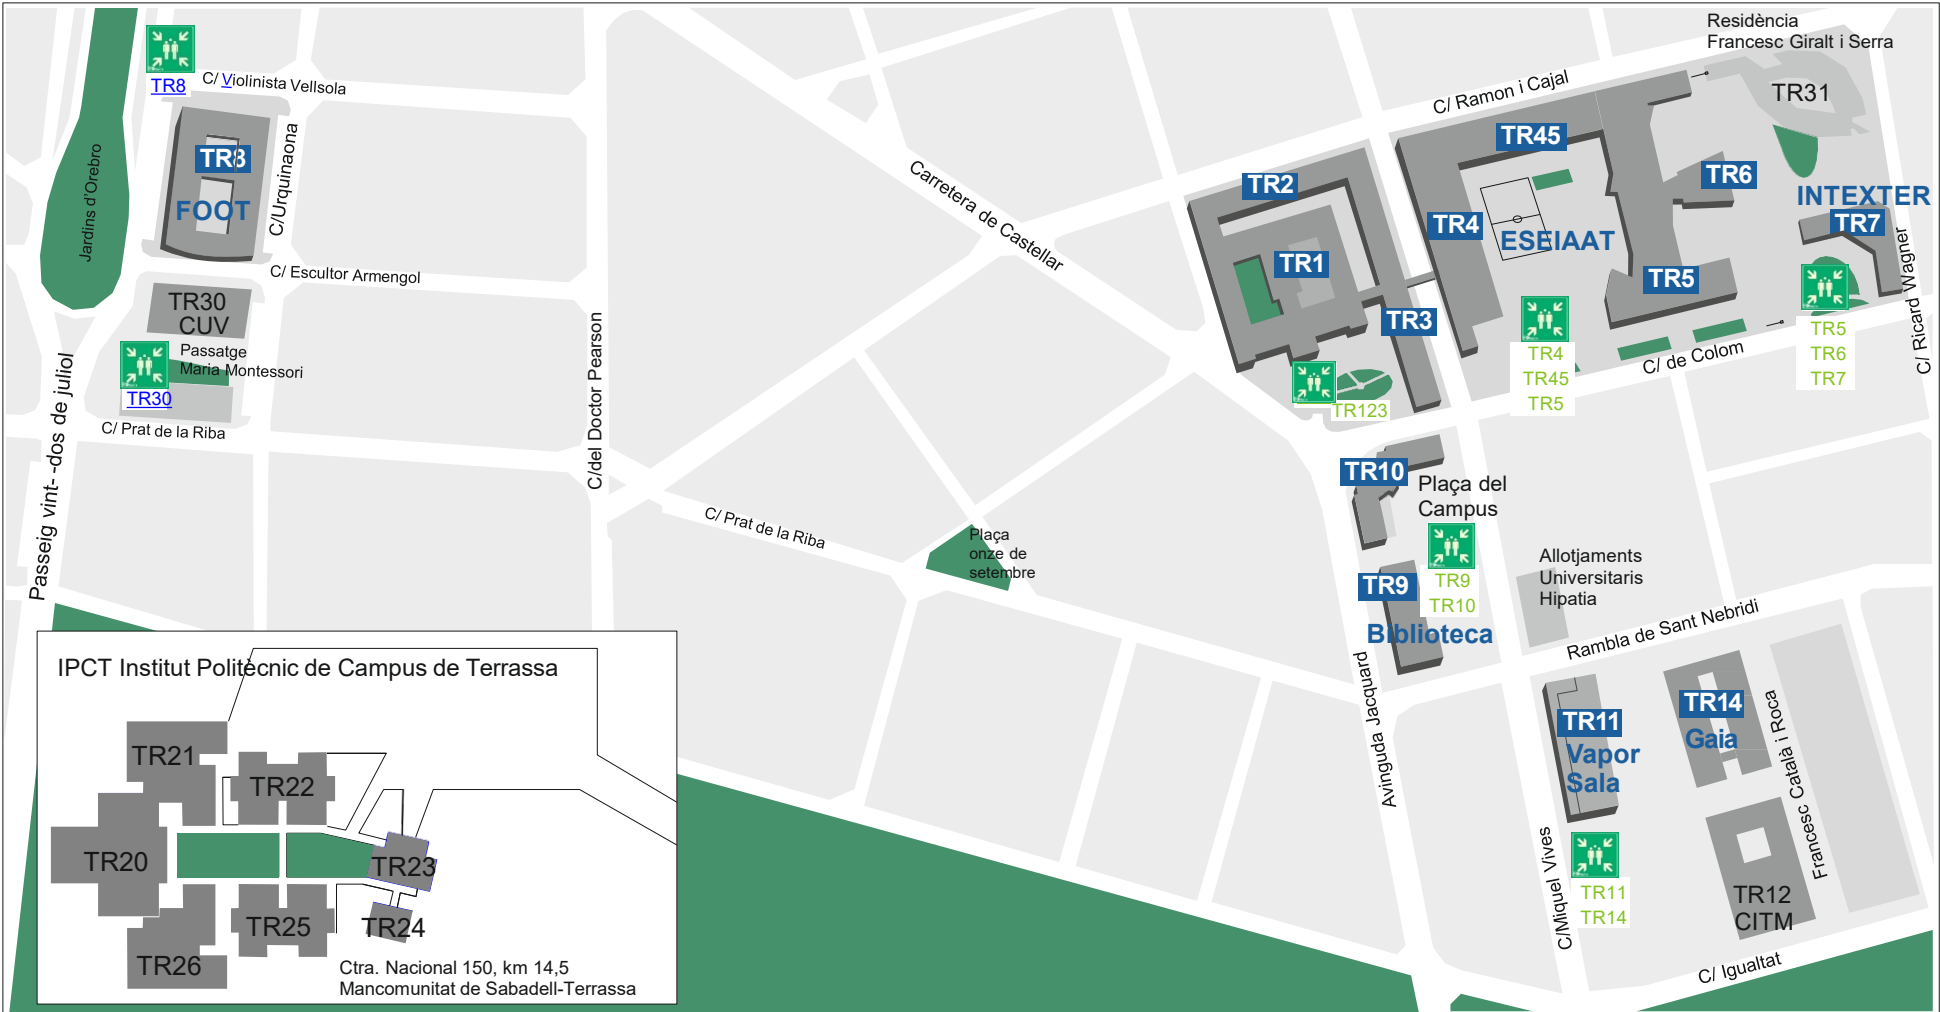 Residència
Francesc Giralt i Serra
TR31
TR8
C/ Violinista Vellsola
C/ Ramon i Cajal
Jardins d'Orebro
TR8
FOOT
C/Urquinaona
Carretera de Castellar
TR2
TR45
TR6
INTEXTER
TR7
TR4
ESEIAAT
TR1
TR5
TR3
C/ Ricard Wagner
C/ Escultor Armengol
TR30
CUV
Passatge
Maria Montessori
TR30
C/ Prat de la Riba
Passeig vint- -dos de juliol
C/del Doctor Pearson
TR123
TR4
TR45
TR5
C/ de Colom
TR5
TR6
TR7
TR10
Plaça del
Campus
C/ Prat de la Riba
Plaça
onze de
setembre
TR9
TR9
TR10
Biblioteca
Allotjaments
Universitaris
Hipatia
Rambla de Sant Nebridi
Avinguda Jacquard
TR11
Vapor
Sala
TR14
Gaia
Francesc Català i Roca
C/Miquel Vives
TR11
TR14
TR12
CITM
C/ Igualtat
IPCT Institut Politècnic de Campus de Terrassa
TR21
TR22
TR20
TR23
TR25
TR24
TR26
Ctra. Nacional 150, km 14,5
Mancomunitat de Sabadell-Terrassa